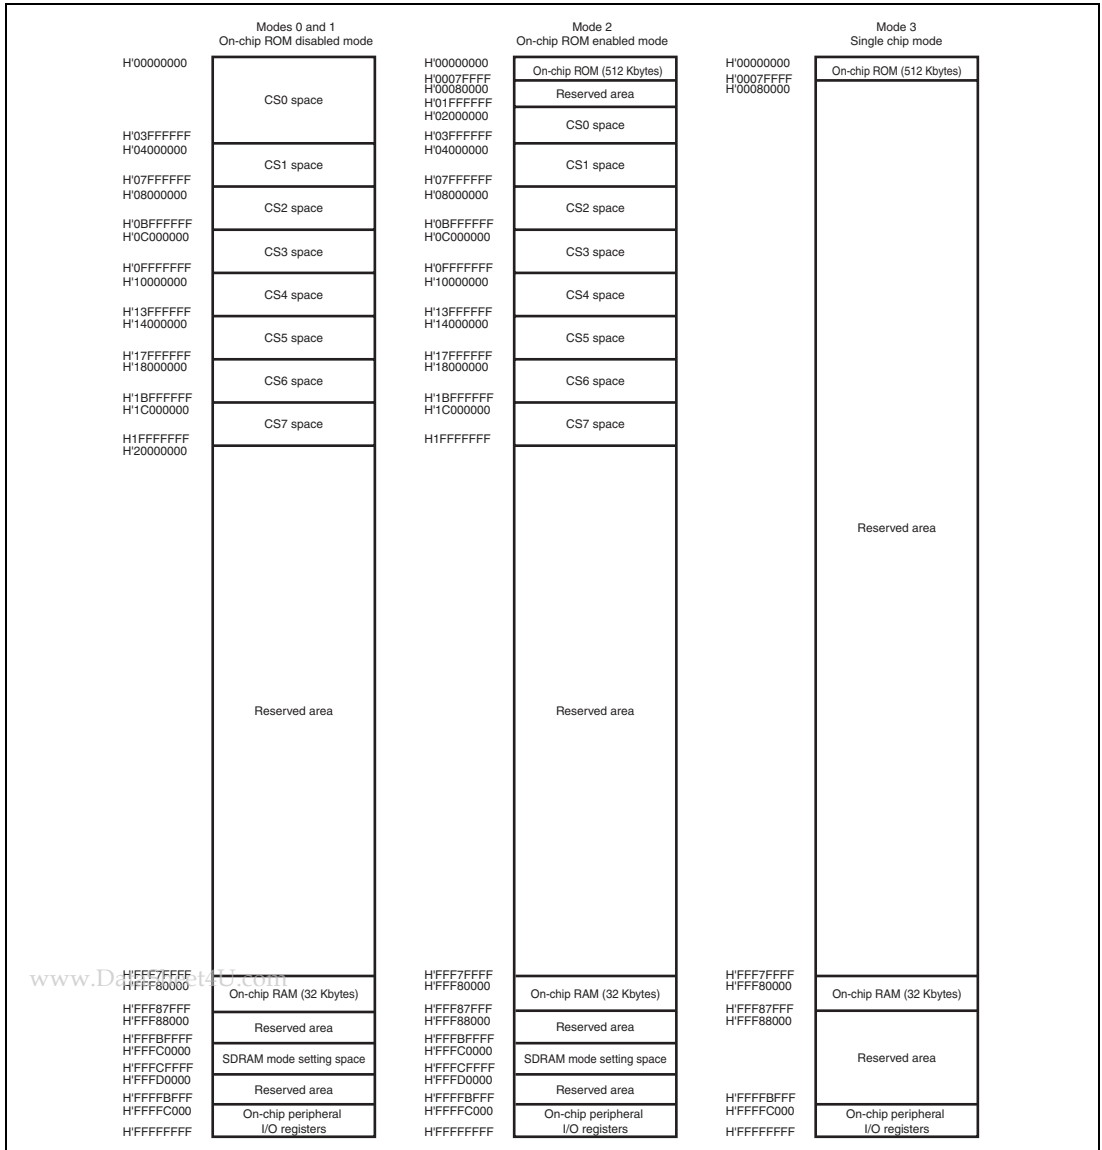 Modes 0 and 1
On-chip ROM disabled mode
H'00000000
CS0 space
H'03FFFFFF
H'04000000
CS1 space
H'07FFFFFF
H'08000000
CS2 space
H'0BFFFFFF
H'0C000000
CS3 space
H'0FFFFFFF
H'10000000
CS4 space
H'13FFFFFF
H'14000000
CS5 space
H'17FFFFFF
H'18000000
CS6 space
H'1BFFFFFF
H'1C000000
CS7 space
H1FFFFFFF
H'20000000
Reserved area
www.DataSheet4U.com
H'FFF7FFFF
H'FFF80000
On-chip RAM (32 Kbytes)
H'FFF87FFF
H'FFF88000
Reserved area
H'FFFBFFFF
H'FFFC0000
SDRAM mode setting space
H'FFFCFFFF
H'FFFD0000
Reserved area
H'FFFFBFFF
H'FFFFC000
On-chip peripheral
I/O registers
H'FFFFFFFF
Mode 2
On-chip ROM enabled mode
H'00000000
On-chip ROM (512 Kbytes)
H'0007FFFF
H'00080000
Reserved area
H'01FFFFFF
H'02000000
CS0 space
H'03FFFFFF
H'04000000
CS1 space
H'07FFFFFF
H'08000000
CS2 space
H'0BFFFFFF
H'0C000000
CS3 space
H'0FFFFFFF
H'10000000
CS4 space
H'13FFFFFF
H'14000000
CS5 space
H'17FFFFFF
H'18000000
CS6 space
H'1BFFFFFF
H'1C000000
CS7 space
H1FFFFFFF
Reserved area
H'FFF7FFFF
H'FFF80000
On-chip RAM (32 Kbytes)
H'FFF87FFF
H'FFF88000
Reserved area
H'FFFBFFFF
H'FFFC0000
SDRAM mode setting space
H'FFFCFFFF
H'FFFD0000
Reserved area
H'FFFFBFFF
H'FFFFC000
On-chip peripheral
I/O registers
H'FFFFFFFF
Mode 3
Single chip mode
H'00000000
On-chip ROM (512 Kbytes)
H'0007FFFF
H'00080000
Reserved area
H'FFF7FFFF
H'FFF80000
On-chip RAM (32 Kbytes)
H'FFF87FFF
H'FFF88000
Reserved area
H'FFFFBFFF
H'FFFFC000
On-chip peripheral
I/O registers
H'FFFFFFFF